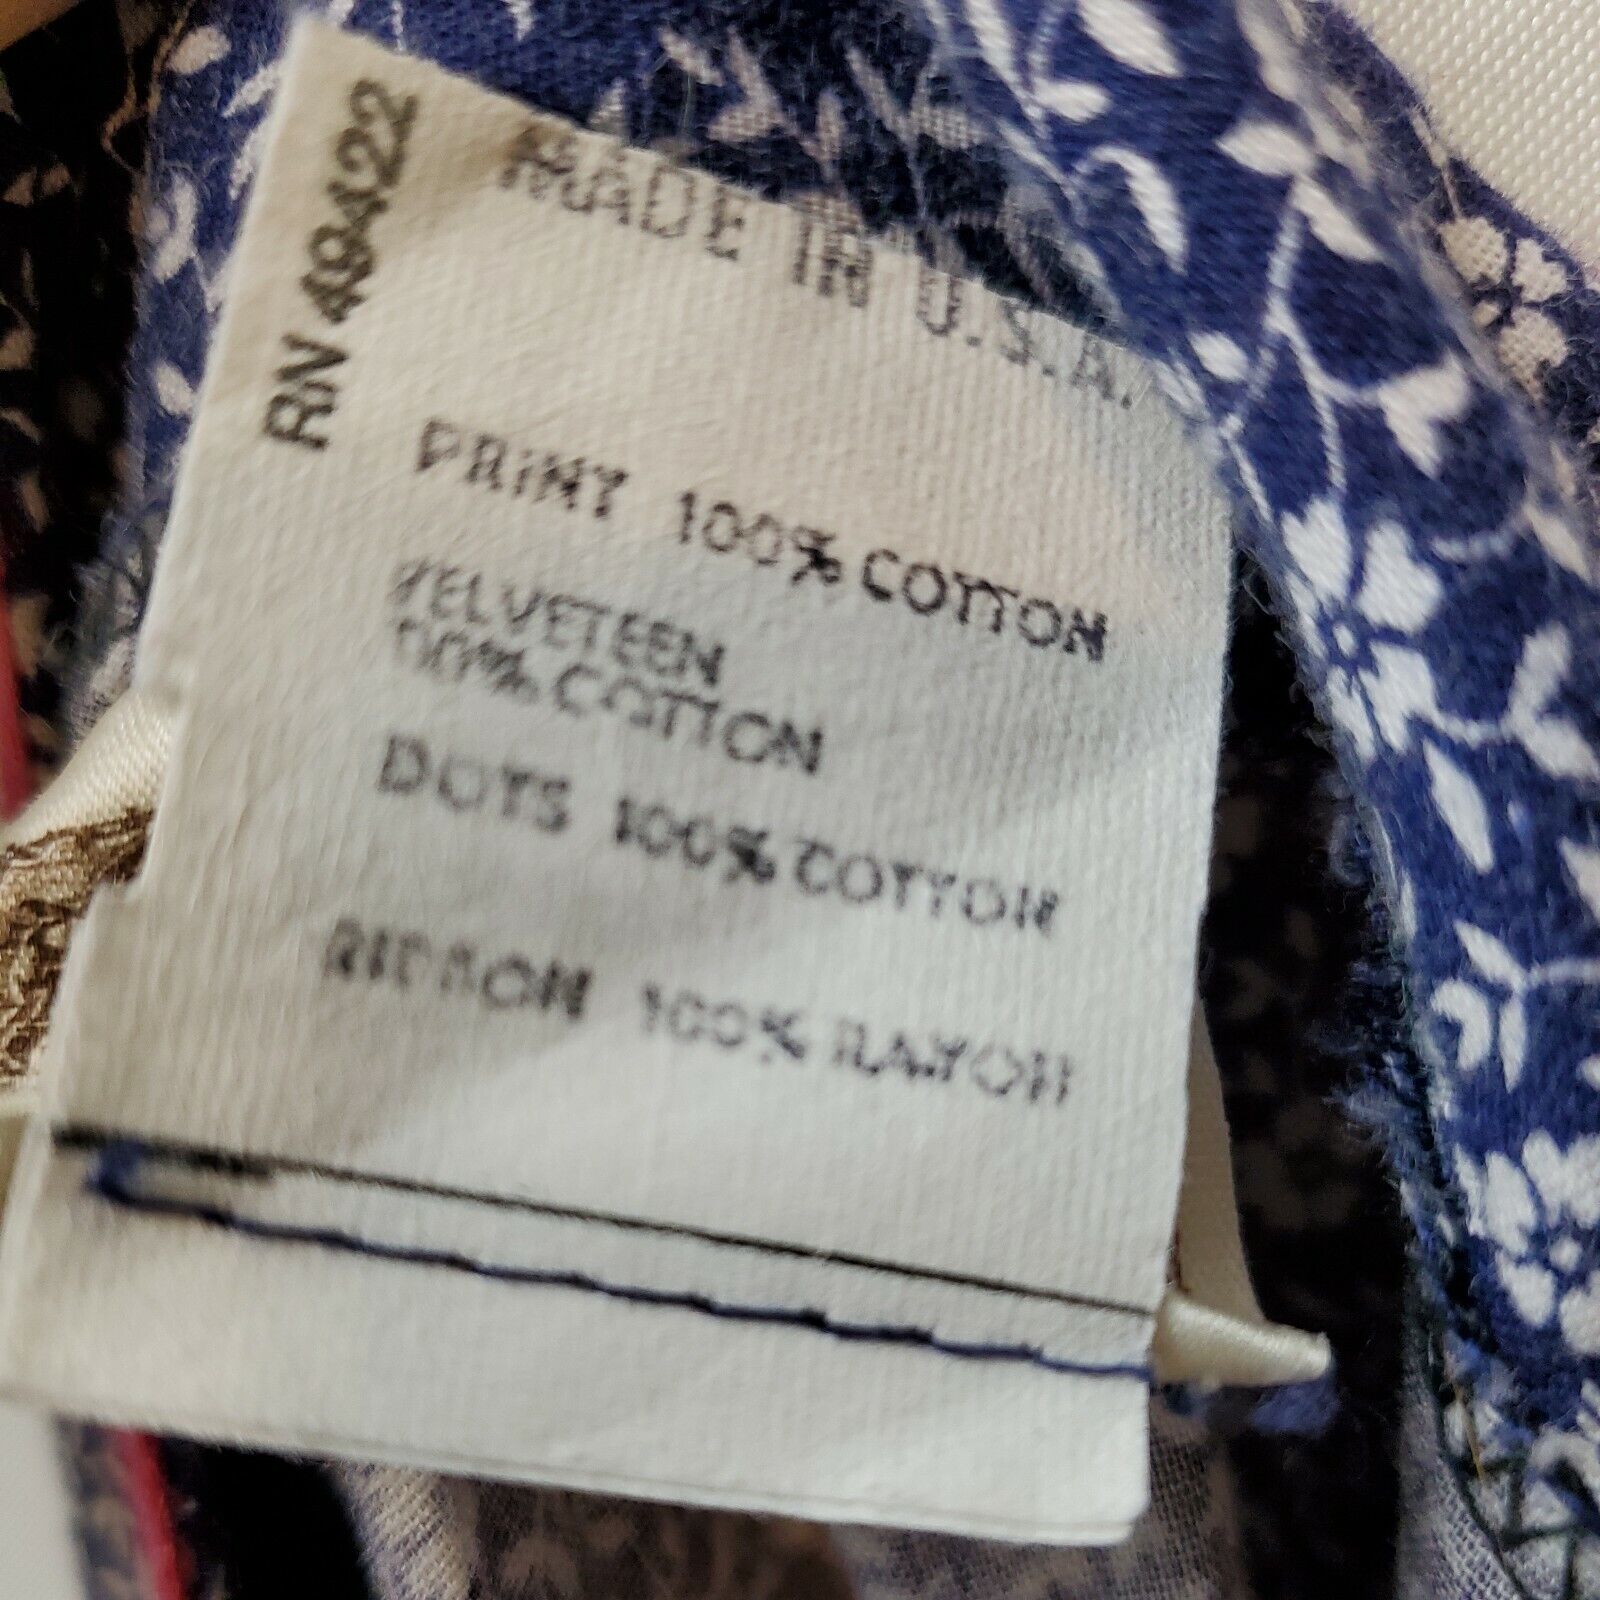 RN 49422
MADE IN U.S.A.
PRINT 100% COTTON
VELVETEEN
100% COTTON
DOTS 100% COTTON
RIBBON 100% RAYON